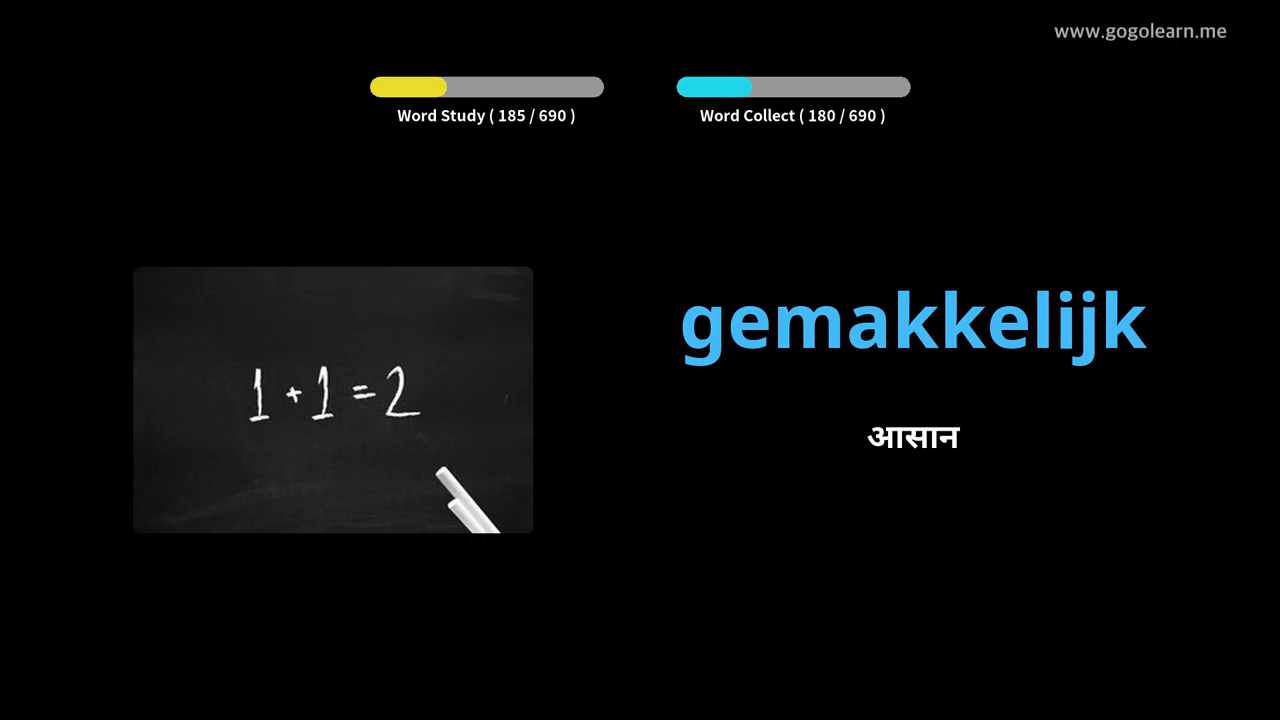 www.gogolearn.me
Word Study ( 185 / 690 )
Word Collect ( 180 / 690 )
1 + 1 = 2
gemakkelijk
आसान